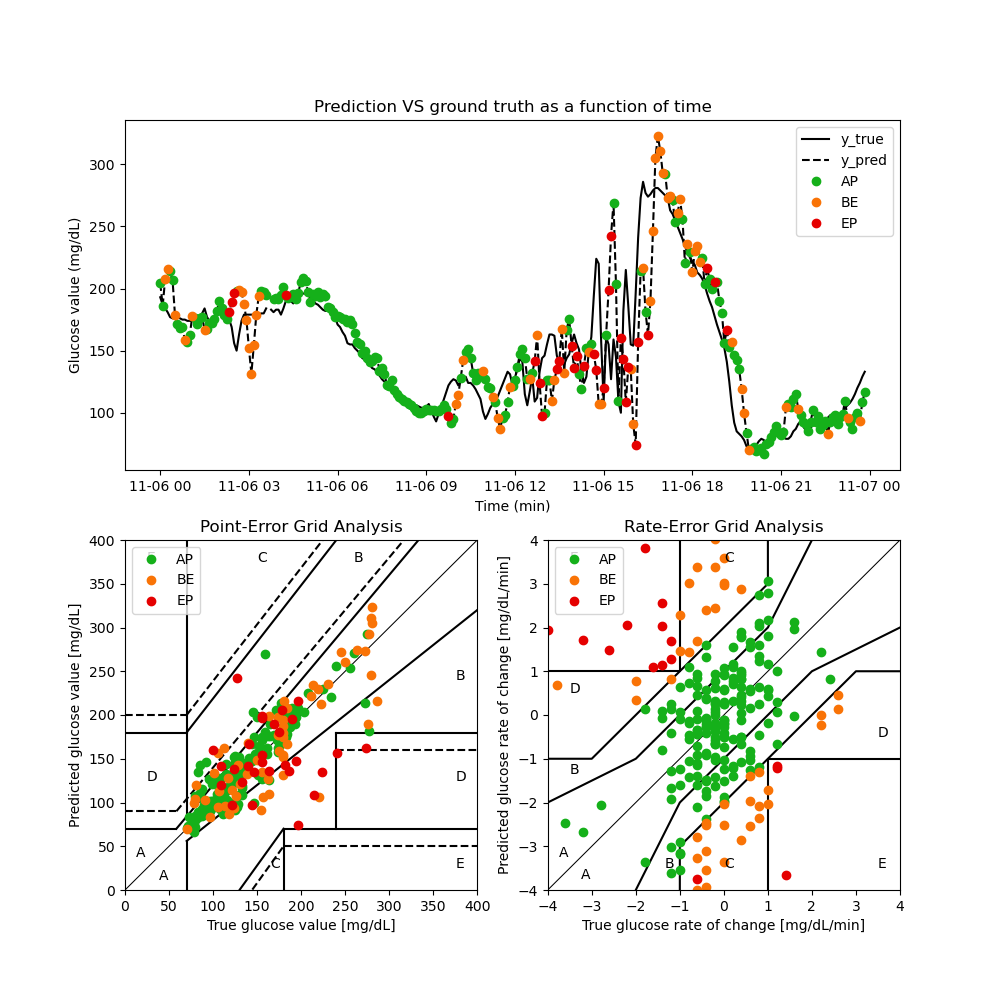 Prediction VS ground truth as a function of time
Glucose value (mg/dL)
300
250
200
150
100
y_true
y_pred
AP
BE
EP
11-06 00 11-06 03 11-06 06 11-06 09 11-06 12 11-06 15 11-06 18 11-06 21 11-07 00
Time (min)
Point-Error Grid Analysis
Predicted glucose value [mg/dL]
400
350
300
250
200
150
100
50
0
AP
BE
EP
C
B
B
D
D
A
A
C
E
0 50 100 150 200 250 300 350 400
True glucose value [mg/dL]
Rate-Error Grid Analysis
Predicted glucose rate of change [mg/dL/min]
4
3
2
1
0
−1
−2
−3
−4
AP
BE
EP
C
D
D
B
A
A
B
C
E
−4 −3 −2 −1 0 1 2 3 4
True glucose rate of change [mg/dL/min]